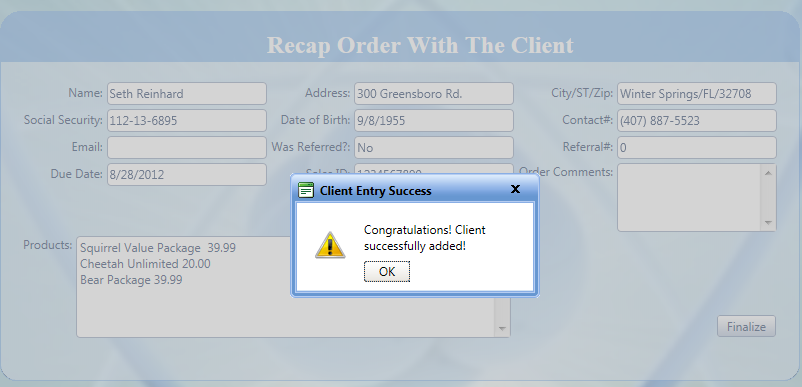 Recap Order With The Client
Name: Seth Reinhard Address: 300 Greensboro Rd. City/ST/Zip: Winter Springs/FL/32708
Social Security: 112-13-6895 Date of Birth: 9/8/1955 Contact#: (407) 887-5523
Email: Was Referred?: No Referral#: 0
Due Date: 8/28/2012 Sales ID: 1234567890 Order Comments:
Client Entry Success x
Congratulations! Client
successfully added!
OK
Products: Squirrel Value Package 39.99
Cheetah Unlimited 20.00
Bear Package 39.99
Finalize